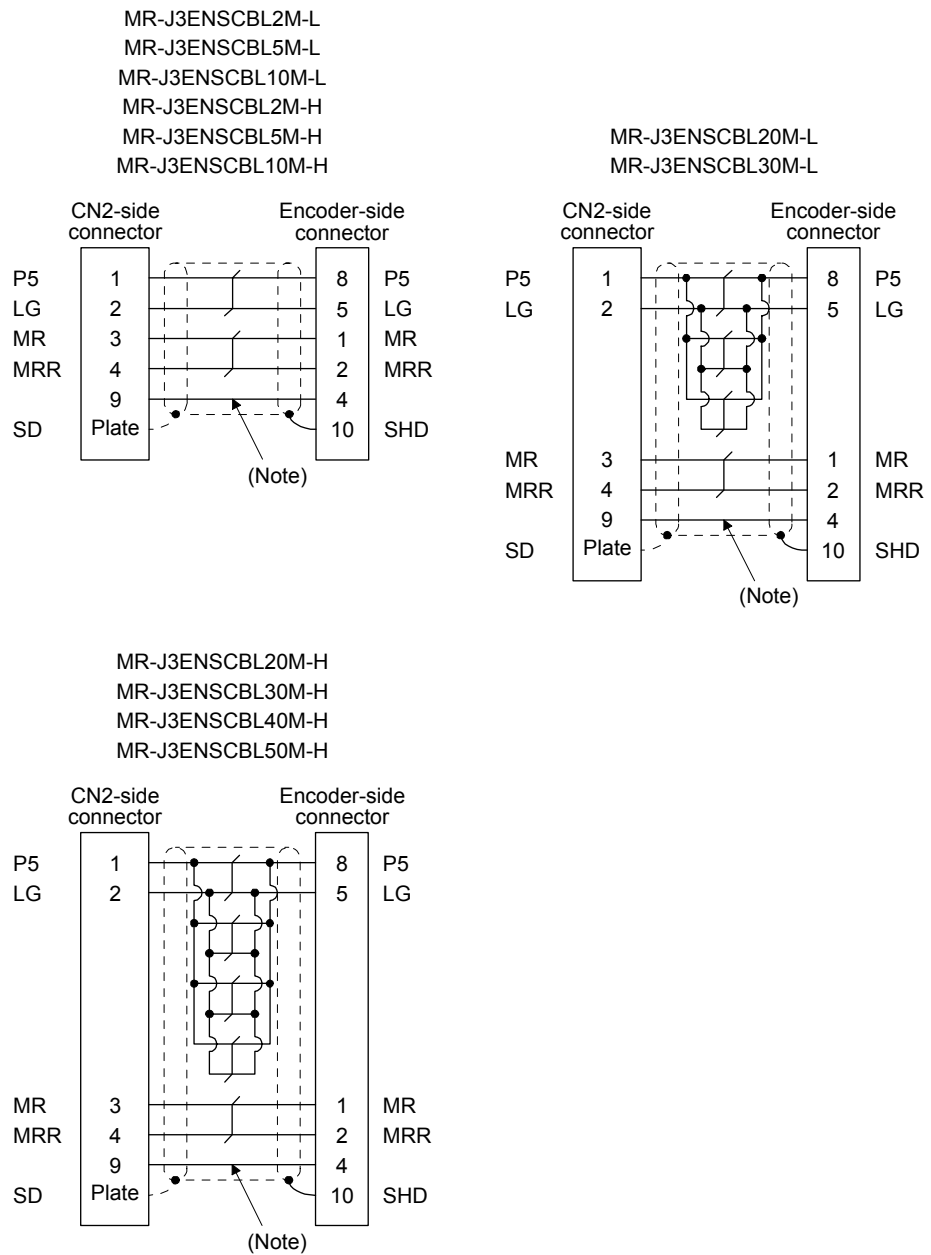 MR-J3ENSCBL2M-L
MR-J3ENSCBL5M-L
MR-J3ENSCBL10M-L
MR-J3ENSCBL2M-H
MR-J3ENSCBL5M-H
MR-J3ENSCBL10M-H
CN2-side
connector
Encoder-side
connector
P5 1 8 P5
LG 2 5 LG
MR 3 1 MR
MRR 4 2 MRR
9 4
SD Plate 10 SHD
(Note)
MR-J3ENSCBL20M-L
MR-J3ENSCBL30M-L
CN2-side
connector
Encoder-side
connector
P5 1 8 P5
LG 2 5 LG
MR 3 1 MR
MRR 4 2 MRR
9 4
SD Plate 10 SHD
(Note)
MR-J3ENSCBL20M-H
MR-J3ENSCBL30M-H
MR-J3ENSCBL40M-H
MR-J3ENSCBL50M-H
CN2-side
connector
Encoder-side
connector
P5 1 8 P5
LG 2 5 LG
MR 3 1 MR
MRR 4 2 MRR
9 4
SD Plate 10 SHD
(Note)